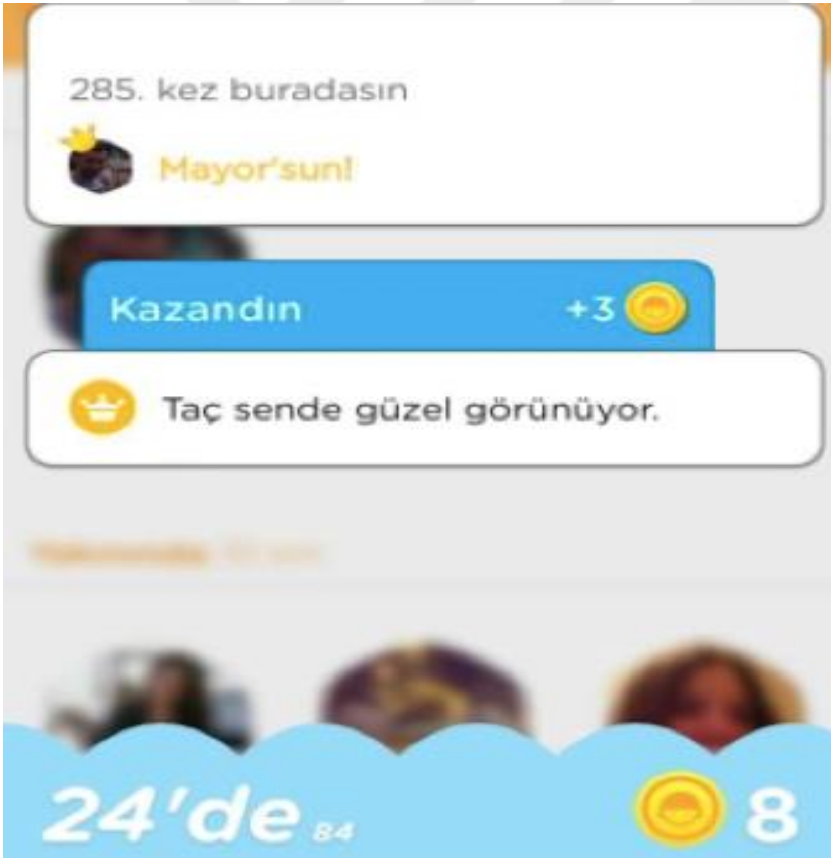 285. kez buradasın
Mayor'sun!
Kazandın +3
Taç sende güzel görünüyor.
24'de 84
8